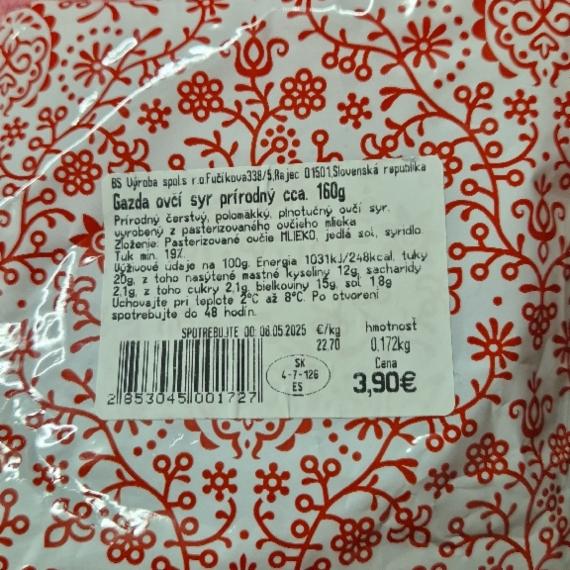 BS Výroba spol.s r.o Fučíkova338/5,Rajec 01501,Slovenská republika
Gazda ovčí syr prírodný cca. 160g
Prírodný čerstvý, polomäkký, plnotučný ovčí syr,
vyrobený z pasterizovaného ovčieho mlieka
Zloženie: Pasterizované ovčie MLIEKO, jedlá soľ, syridlo.
Tuk min. 19%.
Výživové údaje na 100g: Energia 1031kJ/248kcal, tuky
20g, z toho nasýtené mastné kyseliny 12g, sacharidy
2,1g, z toho cukry 2,1g, bielkoviny 15g, soľ 1,8g
Uchovajte pri teplote 2°C až 8°C. Po otvorení
spotrebujte do 48 hodín.
SPOTREBUJTE DO: 08.05.2025 €/kg hmotnosť
22,70 0,172kg
SK
4-7-126
ES
Cena
3,90€
2 853045 001727